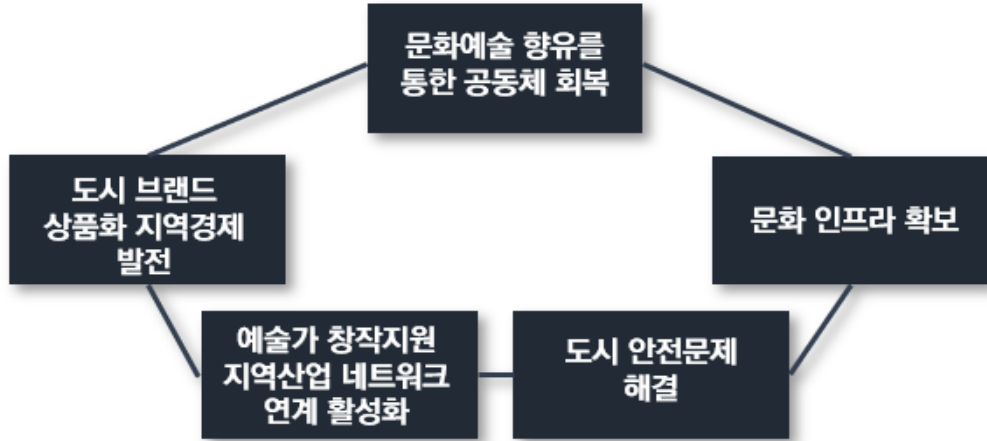 문화예술 향유를
통한 공동체 회복
도시 브랜드
상품화 지역경제
발전
문화 인프라 확보
예술가 창작지원
지역산업 네트워크
연계 활성화
도시 안전문제
해결